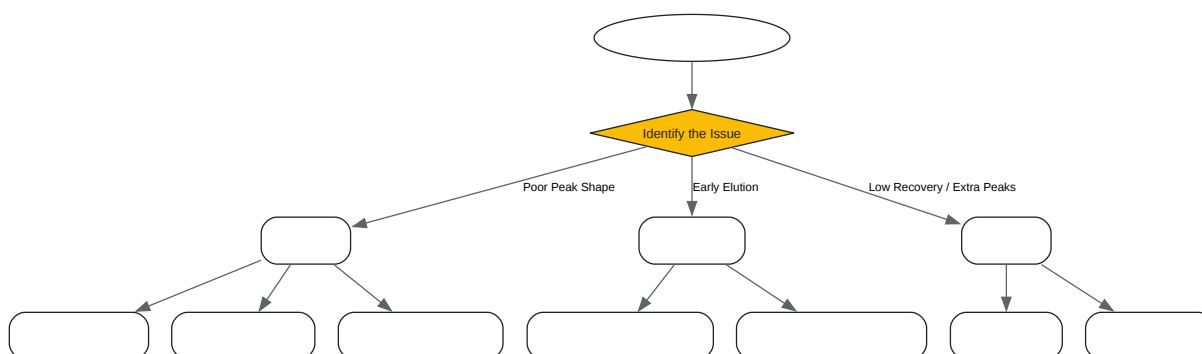 Identify the Issue
Poor Peak Shape
Early Elution
Low Recovery / Extra Peaks